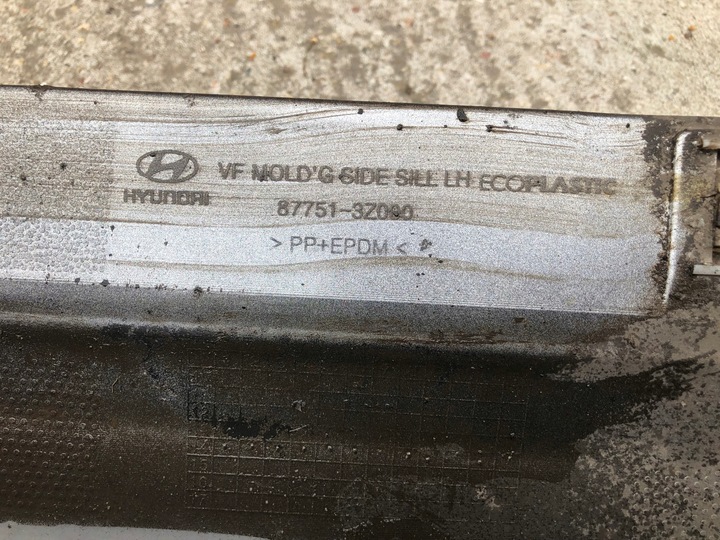 VF MOLD'G SIDE SILL LH ECOPLASTIC
HYUNDAI
87751-3Z000
> PP+EPDM <